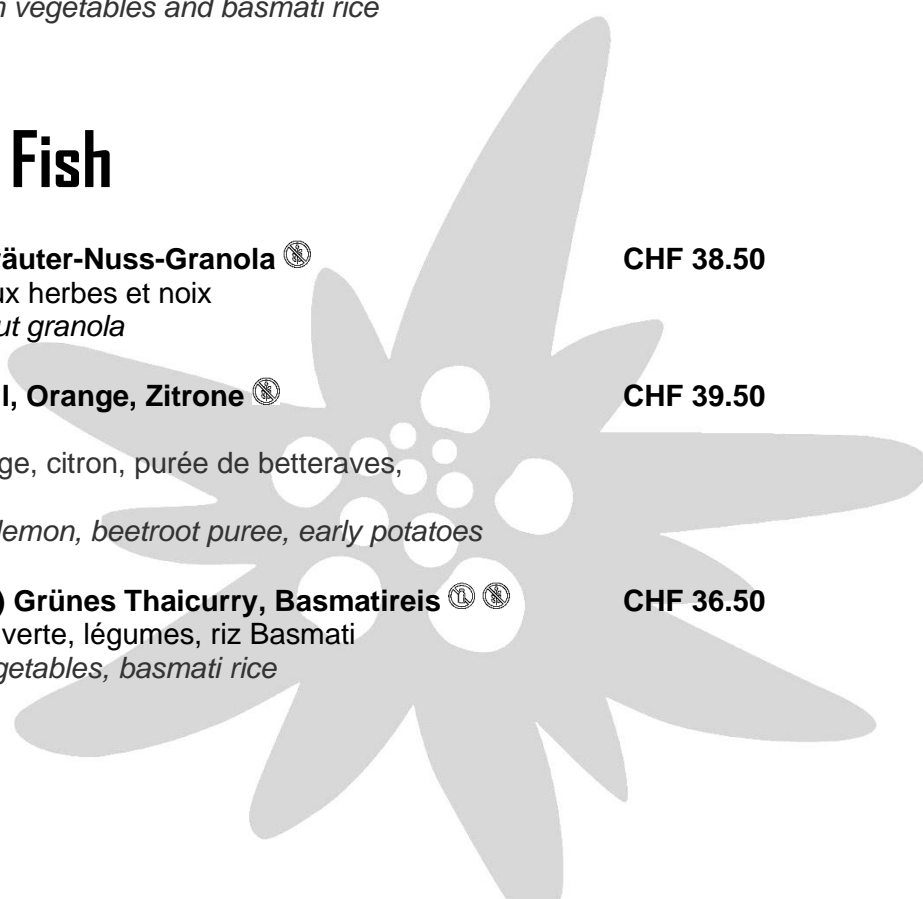 vegetables and basmati rice
Fish
räuter-Nuss-Granola CHF 38.50
ux herbes et noix
ut granola
l, Orange, Zitrone CHF 39.50
ge, citron, purée de betteraves,
lemon, beetroot puree, early potatoes
) Grünes Thaicurry, Basmatireis CHF 36.50
verte, légumes, riz Basmati
getables, basmati rice